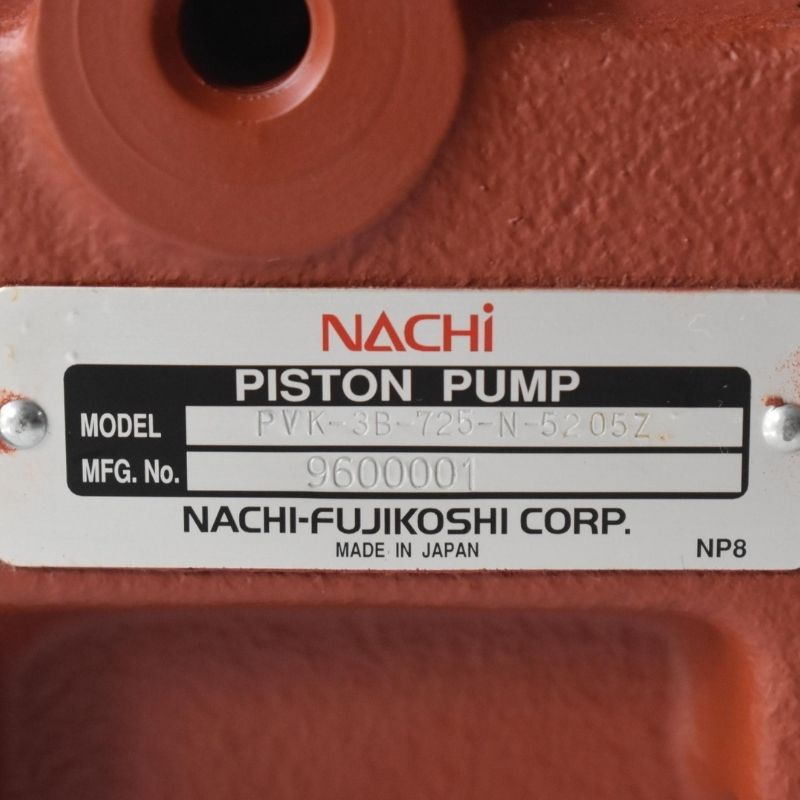 NACHi
PISTON PUMP
MODEL PVK-3B-725-N-5205Z
MFG. No. 9600001
NACHI-FUJIKOSHI CORP.
MADE IN JAPAN
NP8